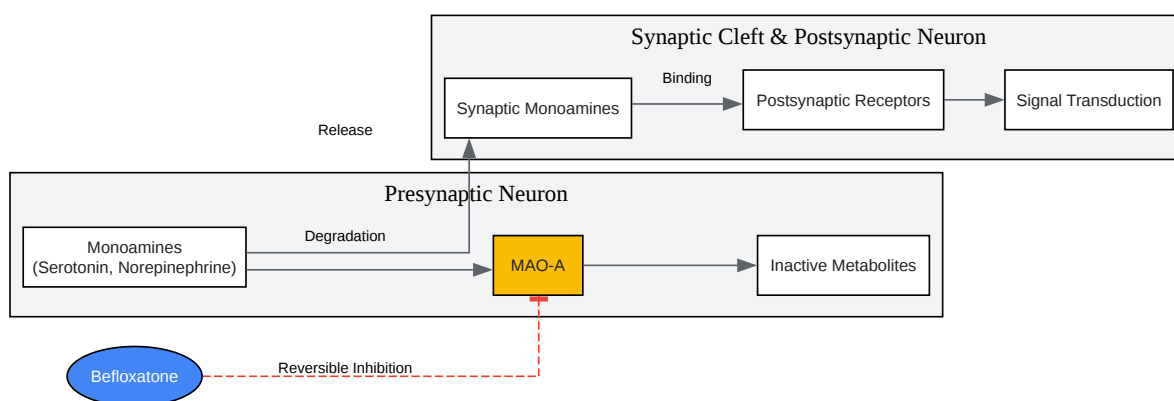 Synaptic Cleft & Postsynaptic Neuron
Binding
Synaptic Monoamines
Postsynaptic Receptors
Signal Transduction
Release
Presynaptic Neuron
Degradation
Monoamines
(Serotonin, Norepinephrine)
MAO-A
Inactive Metabolites
Befloxatone
Reversible Inhibition